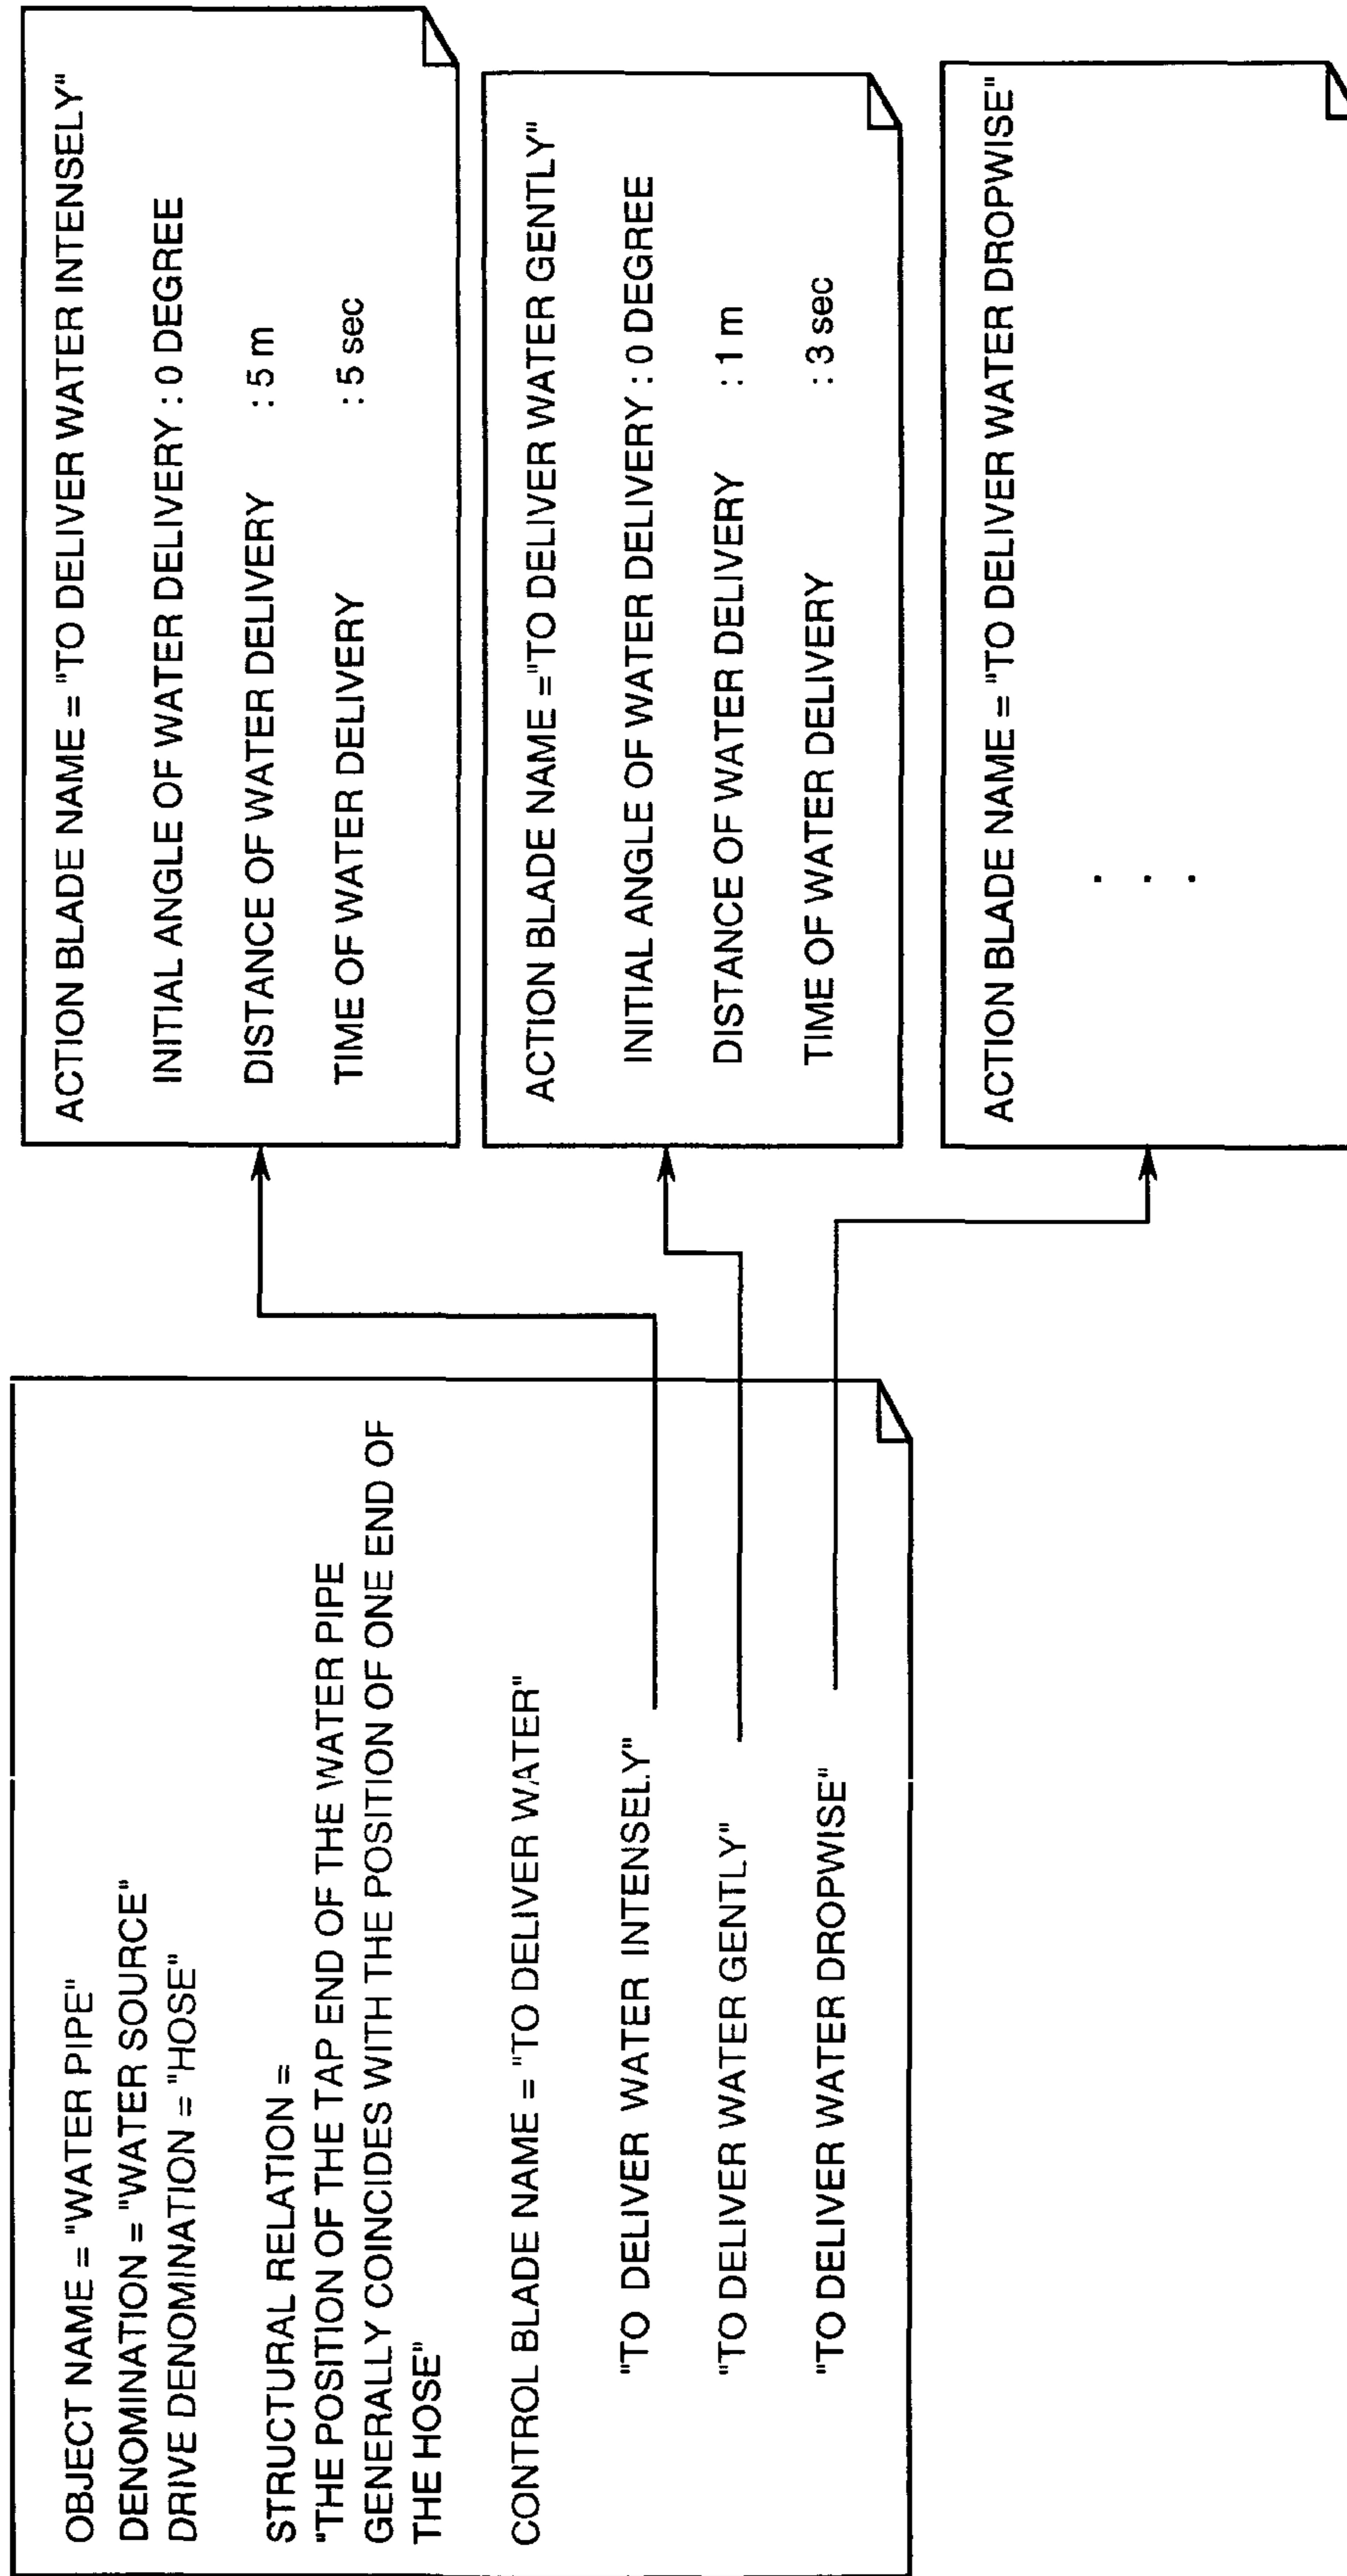 OBJECT NAME = "WATER PIPE"
DENOMINATION = "WATER SOURCE"
DRIVE DENOMINATION = "HOSE"
STRUCTURAL RELATION =
"THE POSITION OF THE TAP END OF THE WATER PIPE
GENERALLY COINCIDES WITH THE POSITION OF ONE END OF
THE HOSE"
CONTROL BLADE NAME = "TO DELIVER WATER"
"TO DELIVER WATER INTENSELY"
"TO DELIVER WATER GENTLY"
"TO DELIVER WATER DROPWISE"
ACTION BLADE NAME = "TO DELIVER WATER INTENSELY"
INITIAL ANGLE OF WATER DELIVERY : 0 DEGREE
DISTANCE OF WATER DELIVERY : 5 m
TIME OF WATER DELIVERY : 5 sec
ACTION BLADE NAME ="TO DELIVER WATER GENTLY"
INITIAL ANGLE OF WATER DELIVERY : 0 DEGREE
DISTANCE OF WATER DELIVERY : 1 m
TIME OF WATER DELIVERY : 3 sec
ACTION BLADE NAME = "TO DELIVER WATER DROPWISE"
. . .